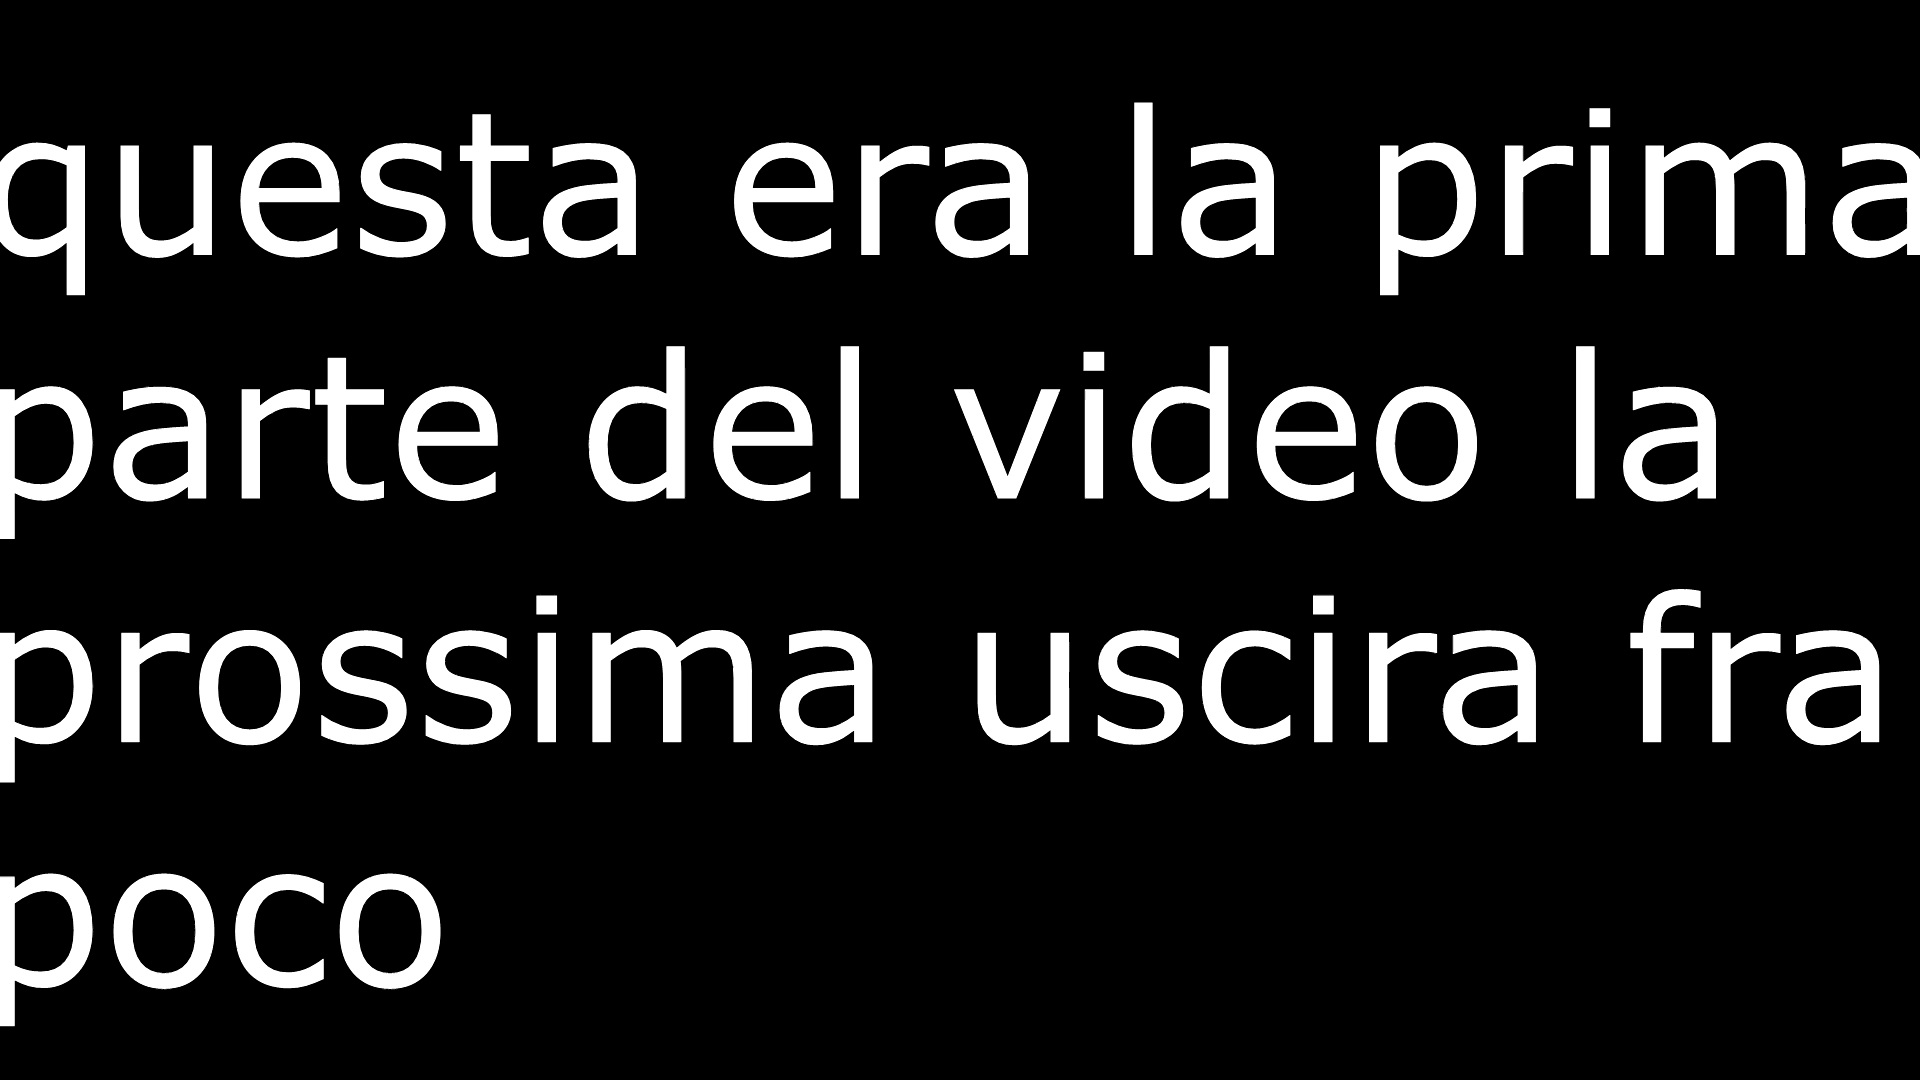 questa era la prima
parte del video la
prossima uscira fra
poco